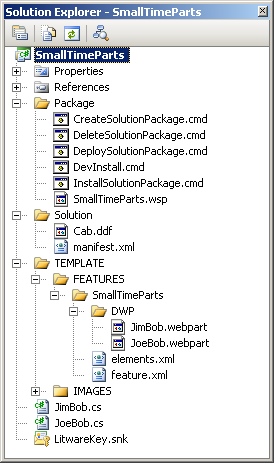 Solution Explorer - SmallTimeParts
SmallTimeParts
Properties
References
Package
CreateSolutionPackage.cmd
DeleteSolutionPackage.cmd
DeploySolutionPackage.cmd
DevInstall.cmd
InstallSolutionPackage.cmd
SmallTimeParts.wsp
Solution
Cab.ddf
manifest.xml
TEMPLATE
FEATURES
SmallTimeParts
DWP
JimBob.webpart
JoeBob.webpart
elements.xml
feature.xml
IMAGES
JimBob.cs
JoeBob.cs
LitwareKey.snk